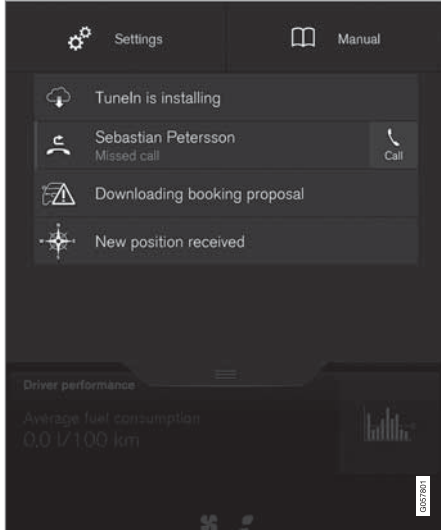 Settings
Manual
TuneIn is installing
Sebastian Petersson
Missed call
Call
Downloading booking proposal
New position received
Driver performance
Average fuel consumption
0,0 l/100 km
G057801